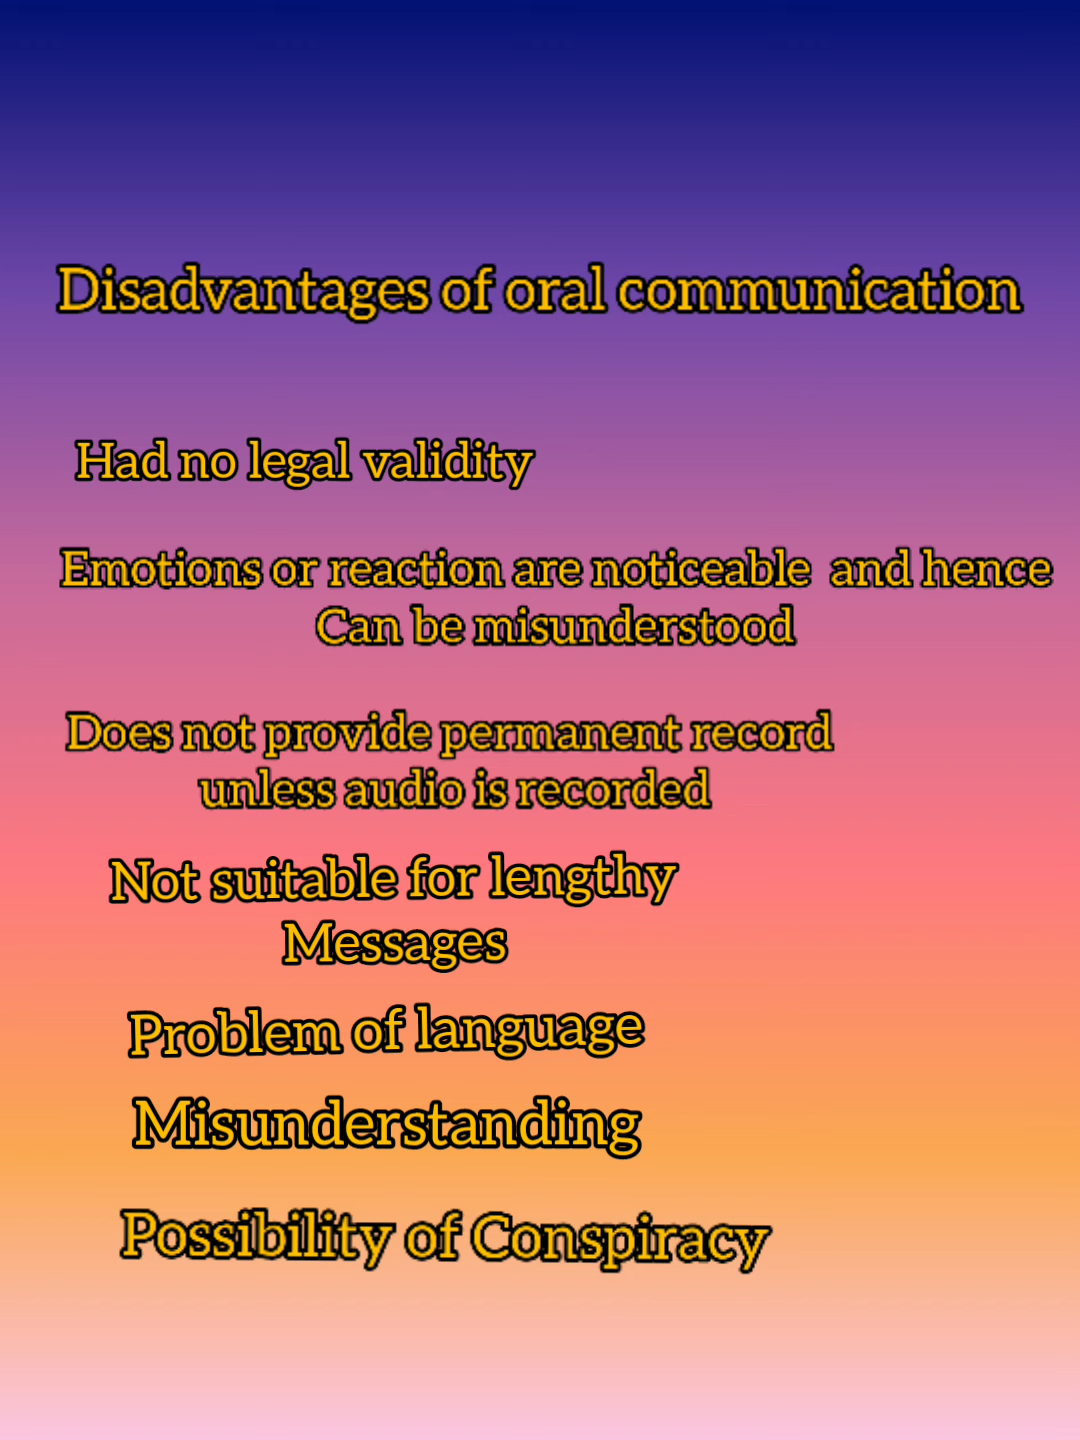 Disadvantages of oral communication
Had no legal validity
Emotions or reaction are noticeable and hence
Can be misunderstood
Does not provide permanent record
unless audio is recorded
Not suitable for lengthy
Messages
Problem of language
Misunderstanding
Possibility of Conspiracy